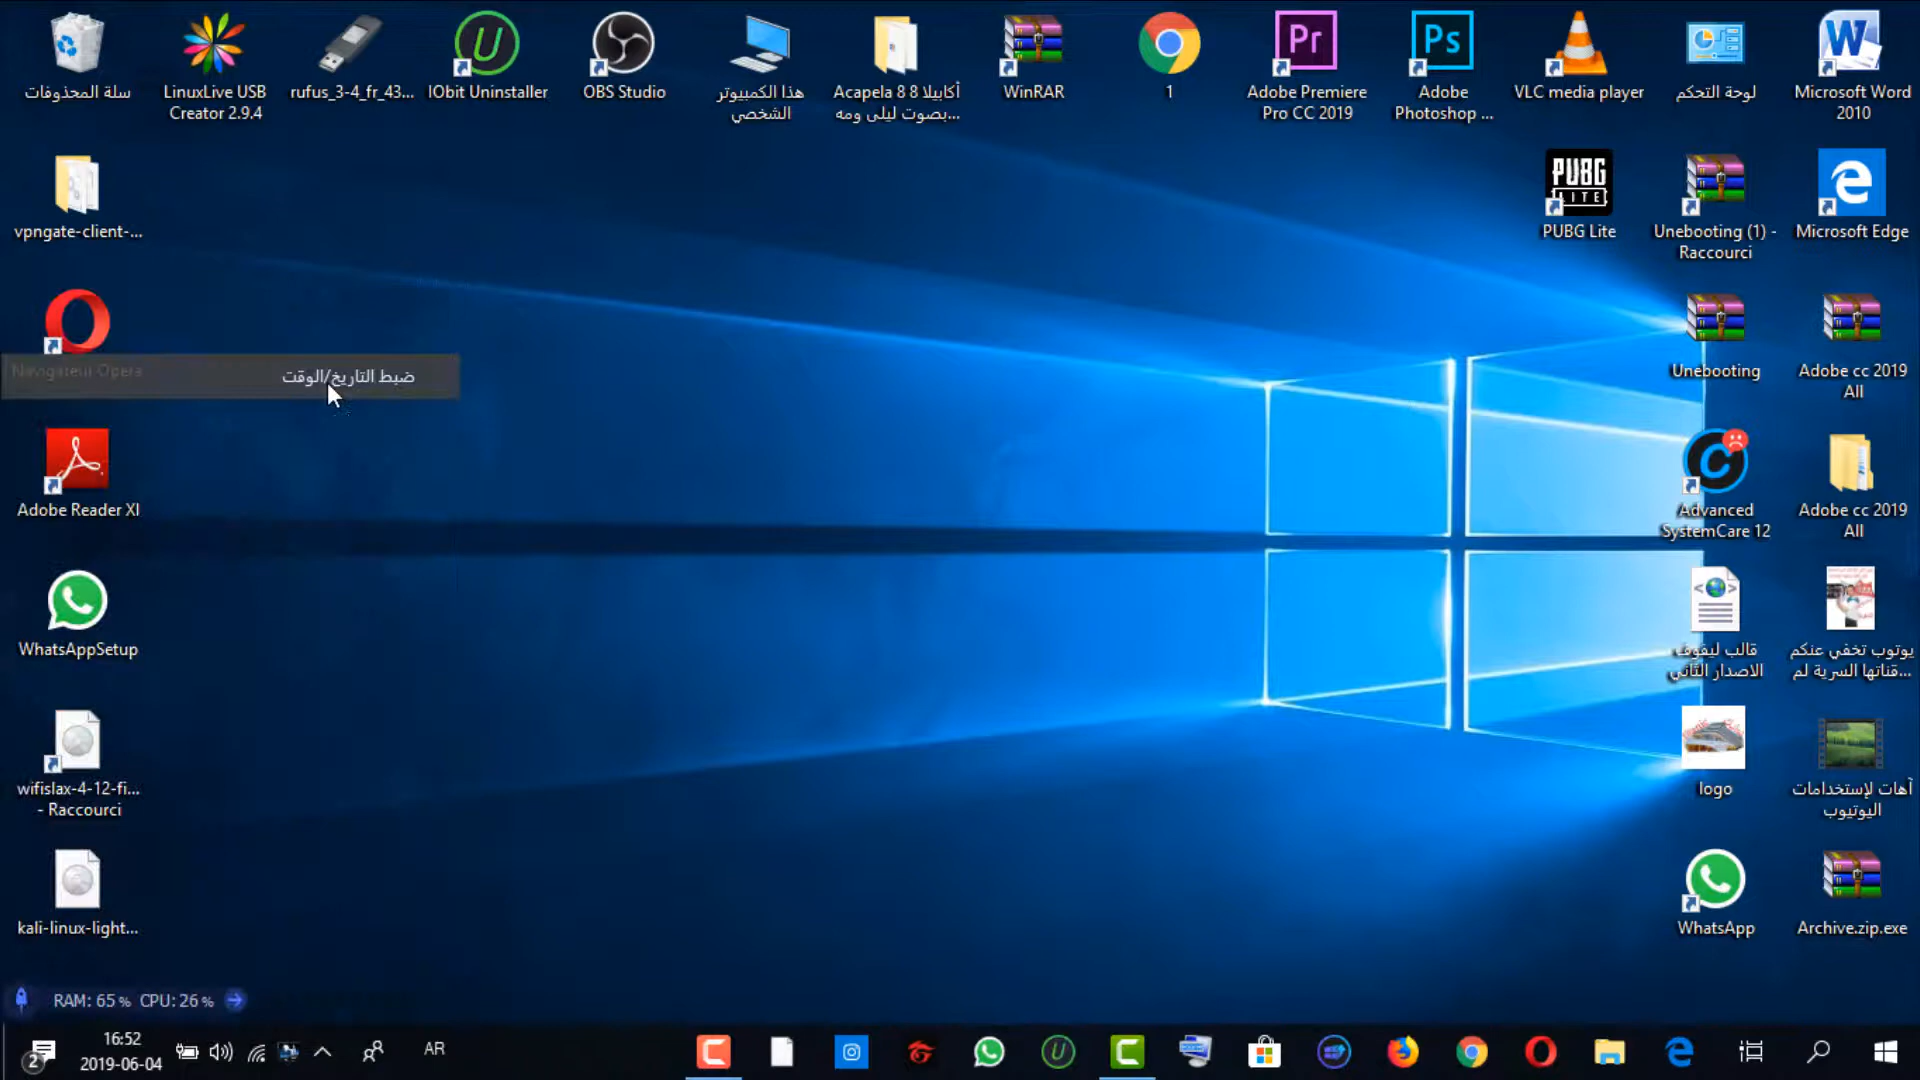 سلة المحذوفات
LinuxLive USB
Creator 2.9.4
rufus_3-4_fr_43...
IObit Uninstaller
OBS Studio
هذا الكمبيوتر
الشخصي
أكابيلا 8 Acapela 8
بصوت ليلى ومه...
WinRAR
1
Adobe Premiere
Pro CC 2019
Adobe
Photoshop ...
VLC media player
لوحة التحكم
Microsoft Word
2010
vpngate-client-...
PUBG Lite
Unebooting (1) -
Raccourci
Microsoft Edge
Navigateur Opera
ضبط التاريخ/الوقت
Unebooting
Adobe cc 2019
All
Adobe Reader XI
Advanced
SystemCare 12
Adobe cc 2019
All
WhatsAppSetup
قالب ليفوف
الاصدار الثاني
يوتوب تخفي عنكم
قناتها السرية لم...
wifislax-4-12-fi...
- Raccourci
logo
آهات لإستخدامات
اليوتيوب
kali-linux-light...
WhatsApp
Archive.zip.exe
RAM: 65 % CPU: 26 %
2
16:52
2019-06-04
AR